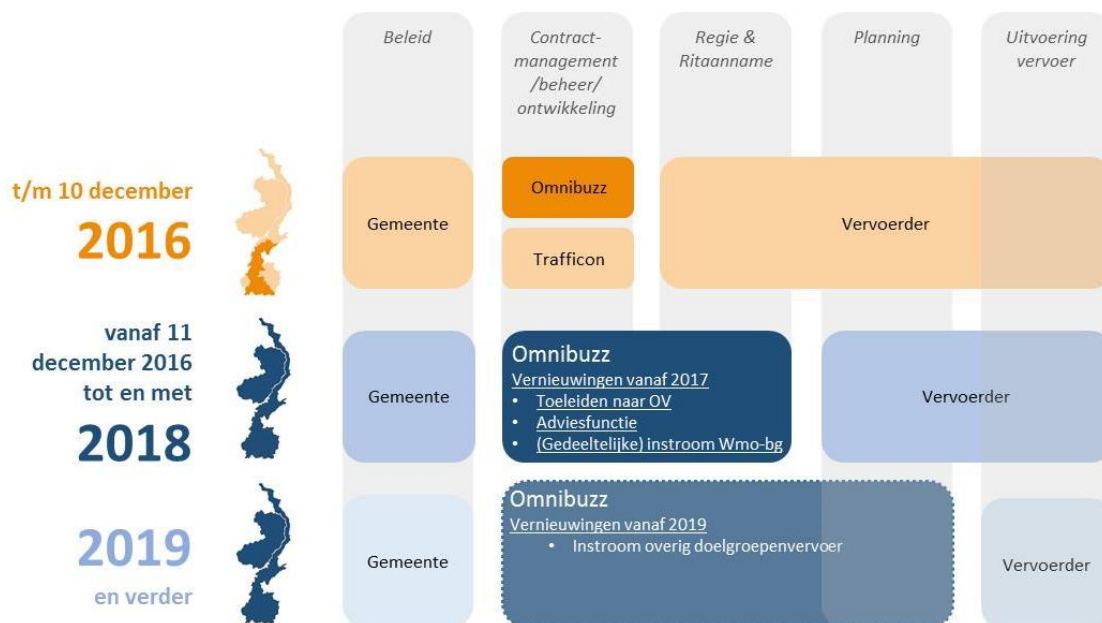 Beleid
Contract-
management
/beheer/
ontwikkeling
Regie &
Ritaanname
Planning
Uitvoering
vervoer
t/m 10 december
2016
Gemeente
Omnibuzz
Trafficon
Vervoerder
vanaf 11
december 2016
tot en met
2018
Gemeente
Omnibuzz
Vernieuwingen vanaf 2017
• Toeleiden naar OV
• Adviesfunctie
• (Gedeeltelijke) instroom Wmo-bg
Vervoerder
2019
en verder
Gemeente
Omnibuzz
Vernieuwingen vanaf 2019
• Instroom overig doelgroepenvervoer
Vervoerder